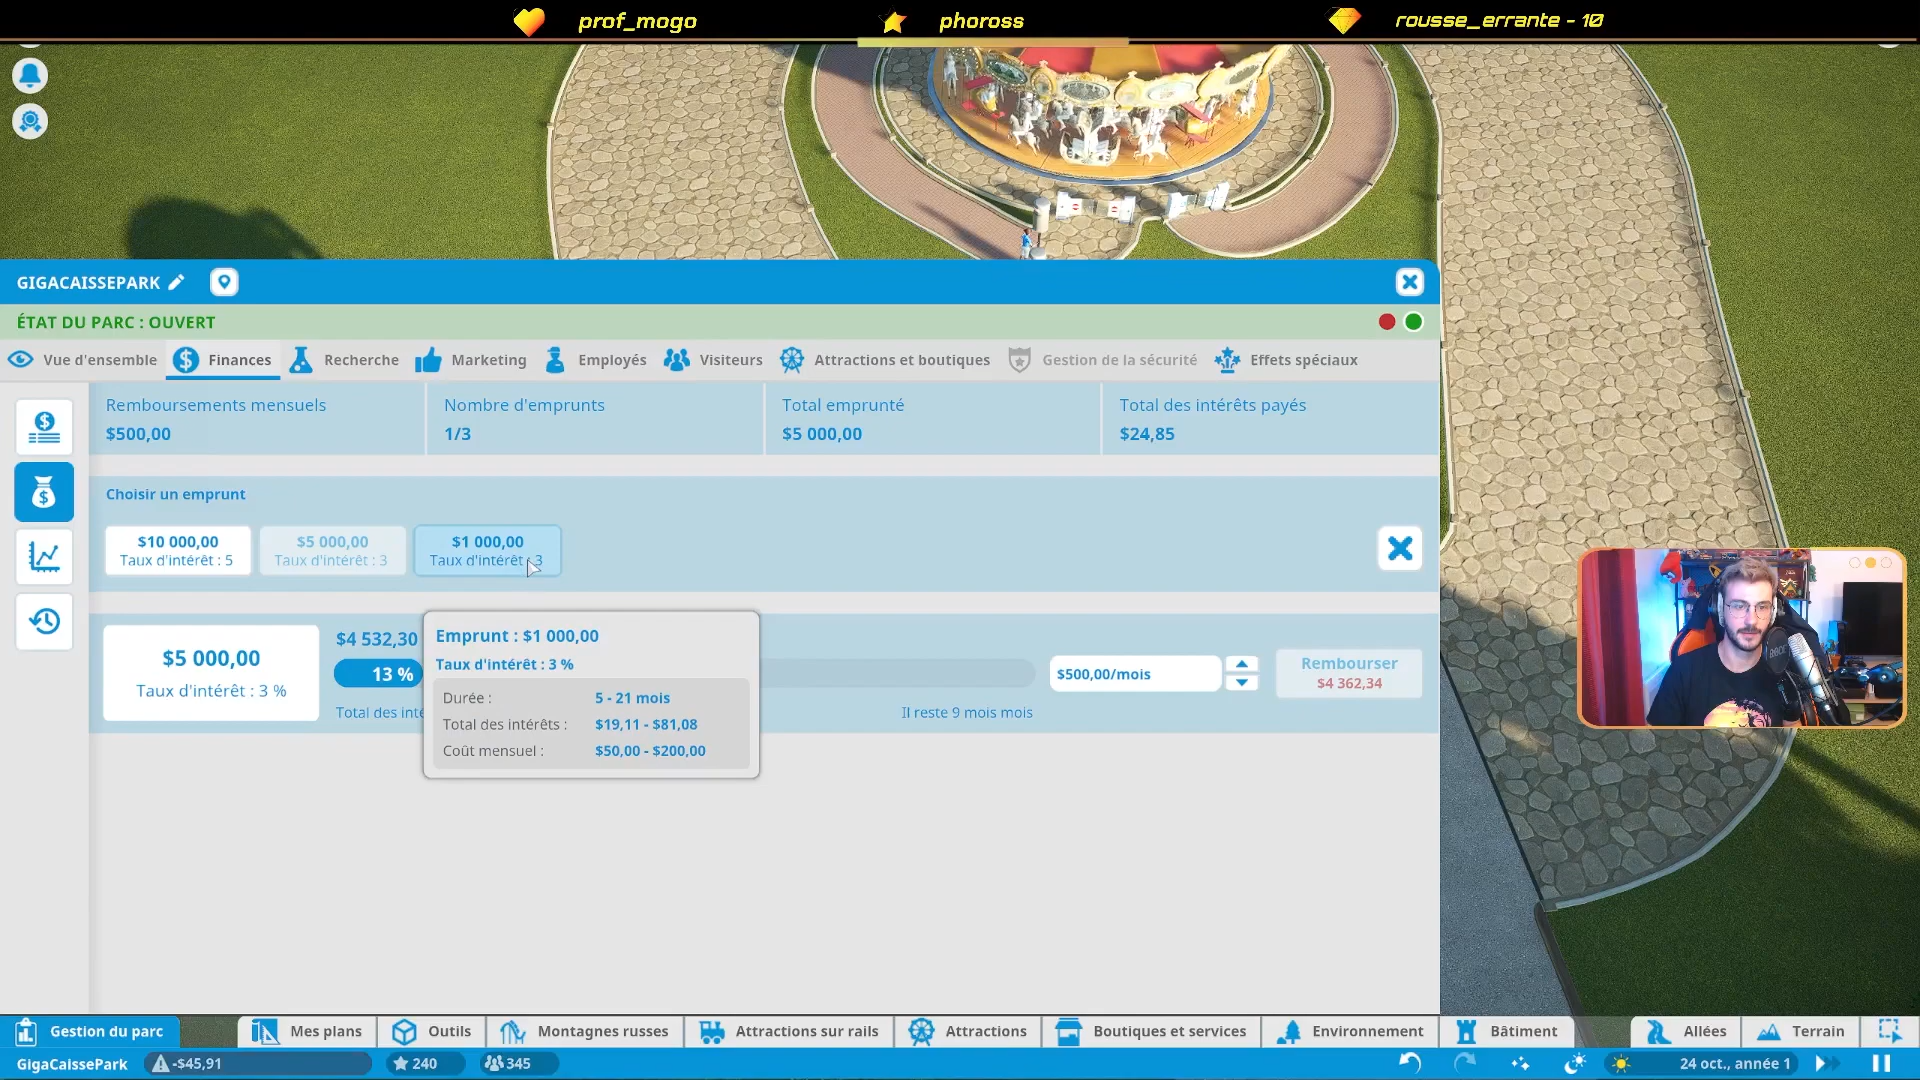 prof_mogo
phoross
rousse_errante - 10
GIGACAISSEPARK
ÉTAT DU PARC : OUVERT
Vue d'ensemble
Finances
Recherche
Marketing
Employés
Visiteurs
Attractions et boutiques
Gestion de la sécurité
Effets spéciaux
Remboursements mensuels
$500,00
Nombre d'emprunts
1/3
Total emprunté
$5 000,00
Total des intérêts payés
$24,85
Choisir un emprunt
$10 000,00
Taux d'intérêt : 5
$5 000,00
Taux d'intérêt : 3
$1 000,00
Taux d'intérêt : 3
$5 000,00
Taux d'intérêt : 3 %
$4 532,30
13 %
Total des inté
Emprunt : $1 000,00
Taux d'intérêt : 3 %
Durée : 5 - 21 mois
Total des intérêts : $19,11 - $81,08
Coût mensuel : $50,00 - $200,00
Il reste 9 mois mois
$500,00/mois
Rembourser
$4 362,34
Gestion du parc
Mes plans
Outils
Montagnes russes
Attractions sur rails
Attractions
Boutiques et services
Environnement
Bâtiment
Allées
Terrain
GigaCaissePark
-$45,91
240
345
24 oct., année 1